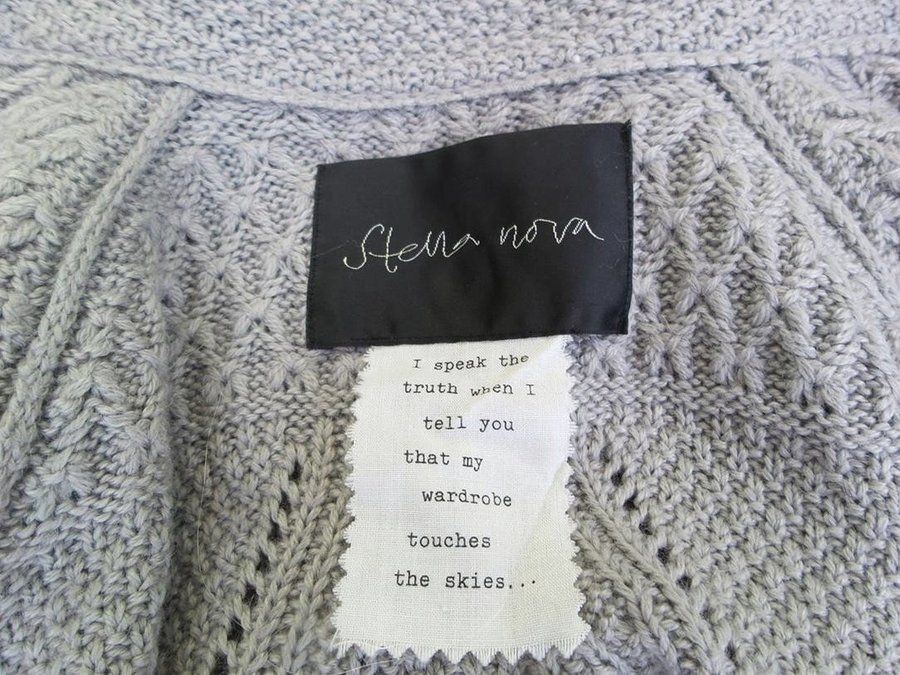 Stella nova
I speak the
truth when I
tell you
that my
wardrobe
touches
the skies...